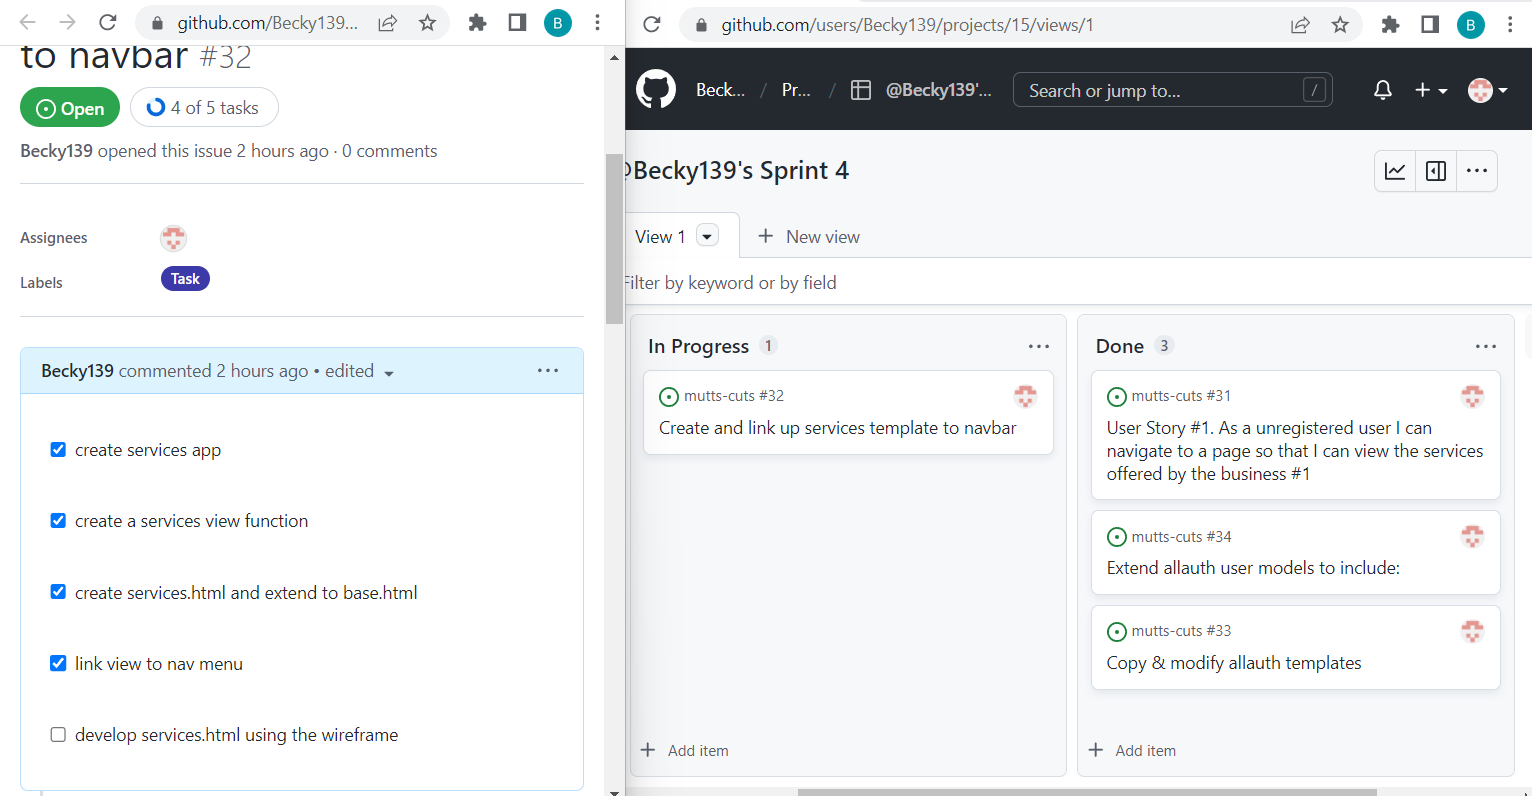 github.com/Becky139...
B
to navbar #32
Open
4 of 5 tasks
Becky139 opened this issue 2 hours ago · 0 comments
Assignees
Labels
Task
Becky139 commented 2 hours ago • edited
create services app
create a services view function
create services.html and extend to base.html
link view to nav menu
develop services.html using the wireframe
github.com/users/Becky139/projects/15/views/1
B
Beck... / Pr... / @Becky139'...
Search or jump to... /
@Becky139's Sprint 4
View 1
+ New view
Filter by keyword or by field
In Progress 1
mutts-cuts #32
Create and link up services template to navbar
+ Add item
Done 3
mutts-cuts #31
User Story #1. As a unregistered user I can
navigate to a page so that I can view the services
offered by the business #1
mutts-cuts #34
Extend allauth user models to include:
mutts-cuts #33
Copy & modify allauth templates
+ Add item